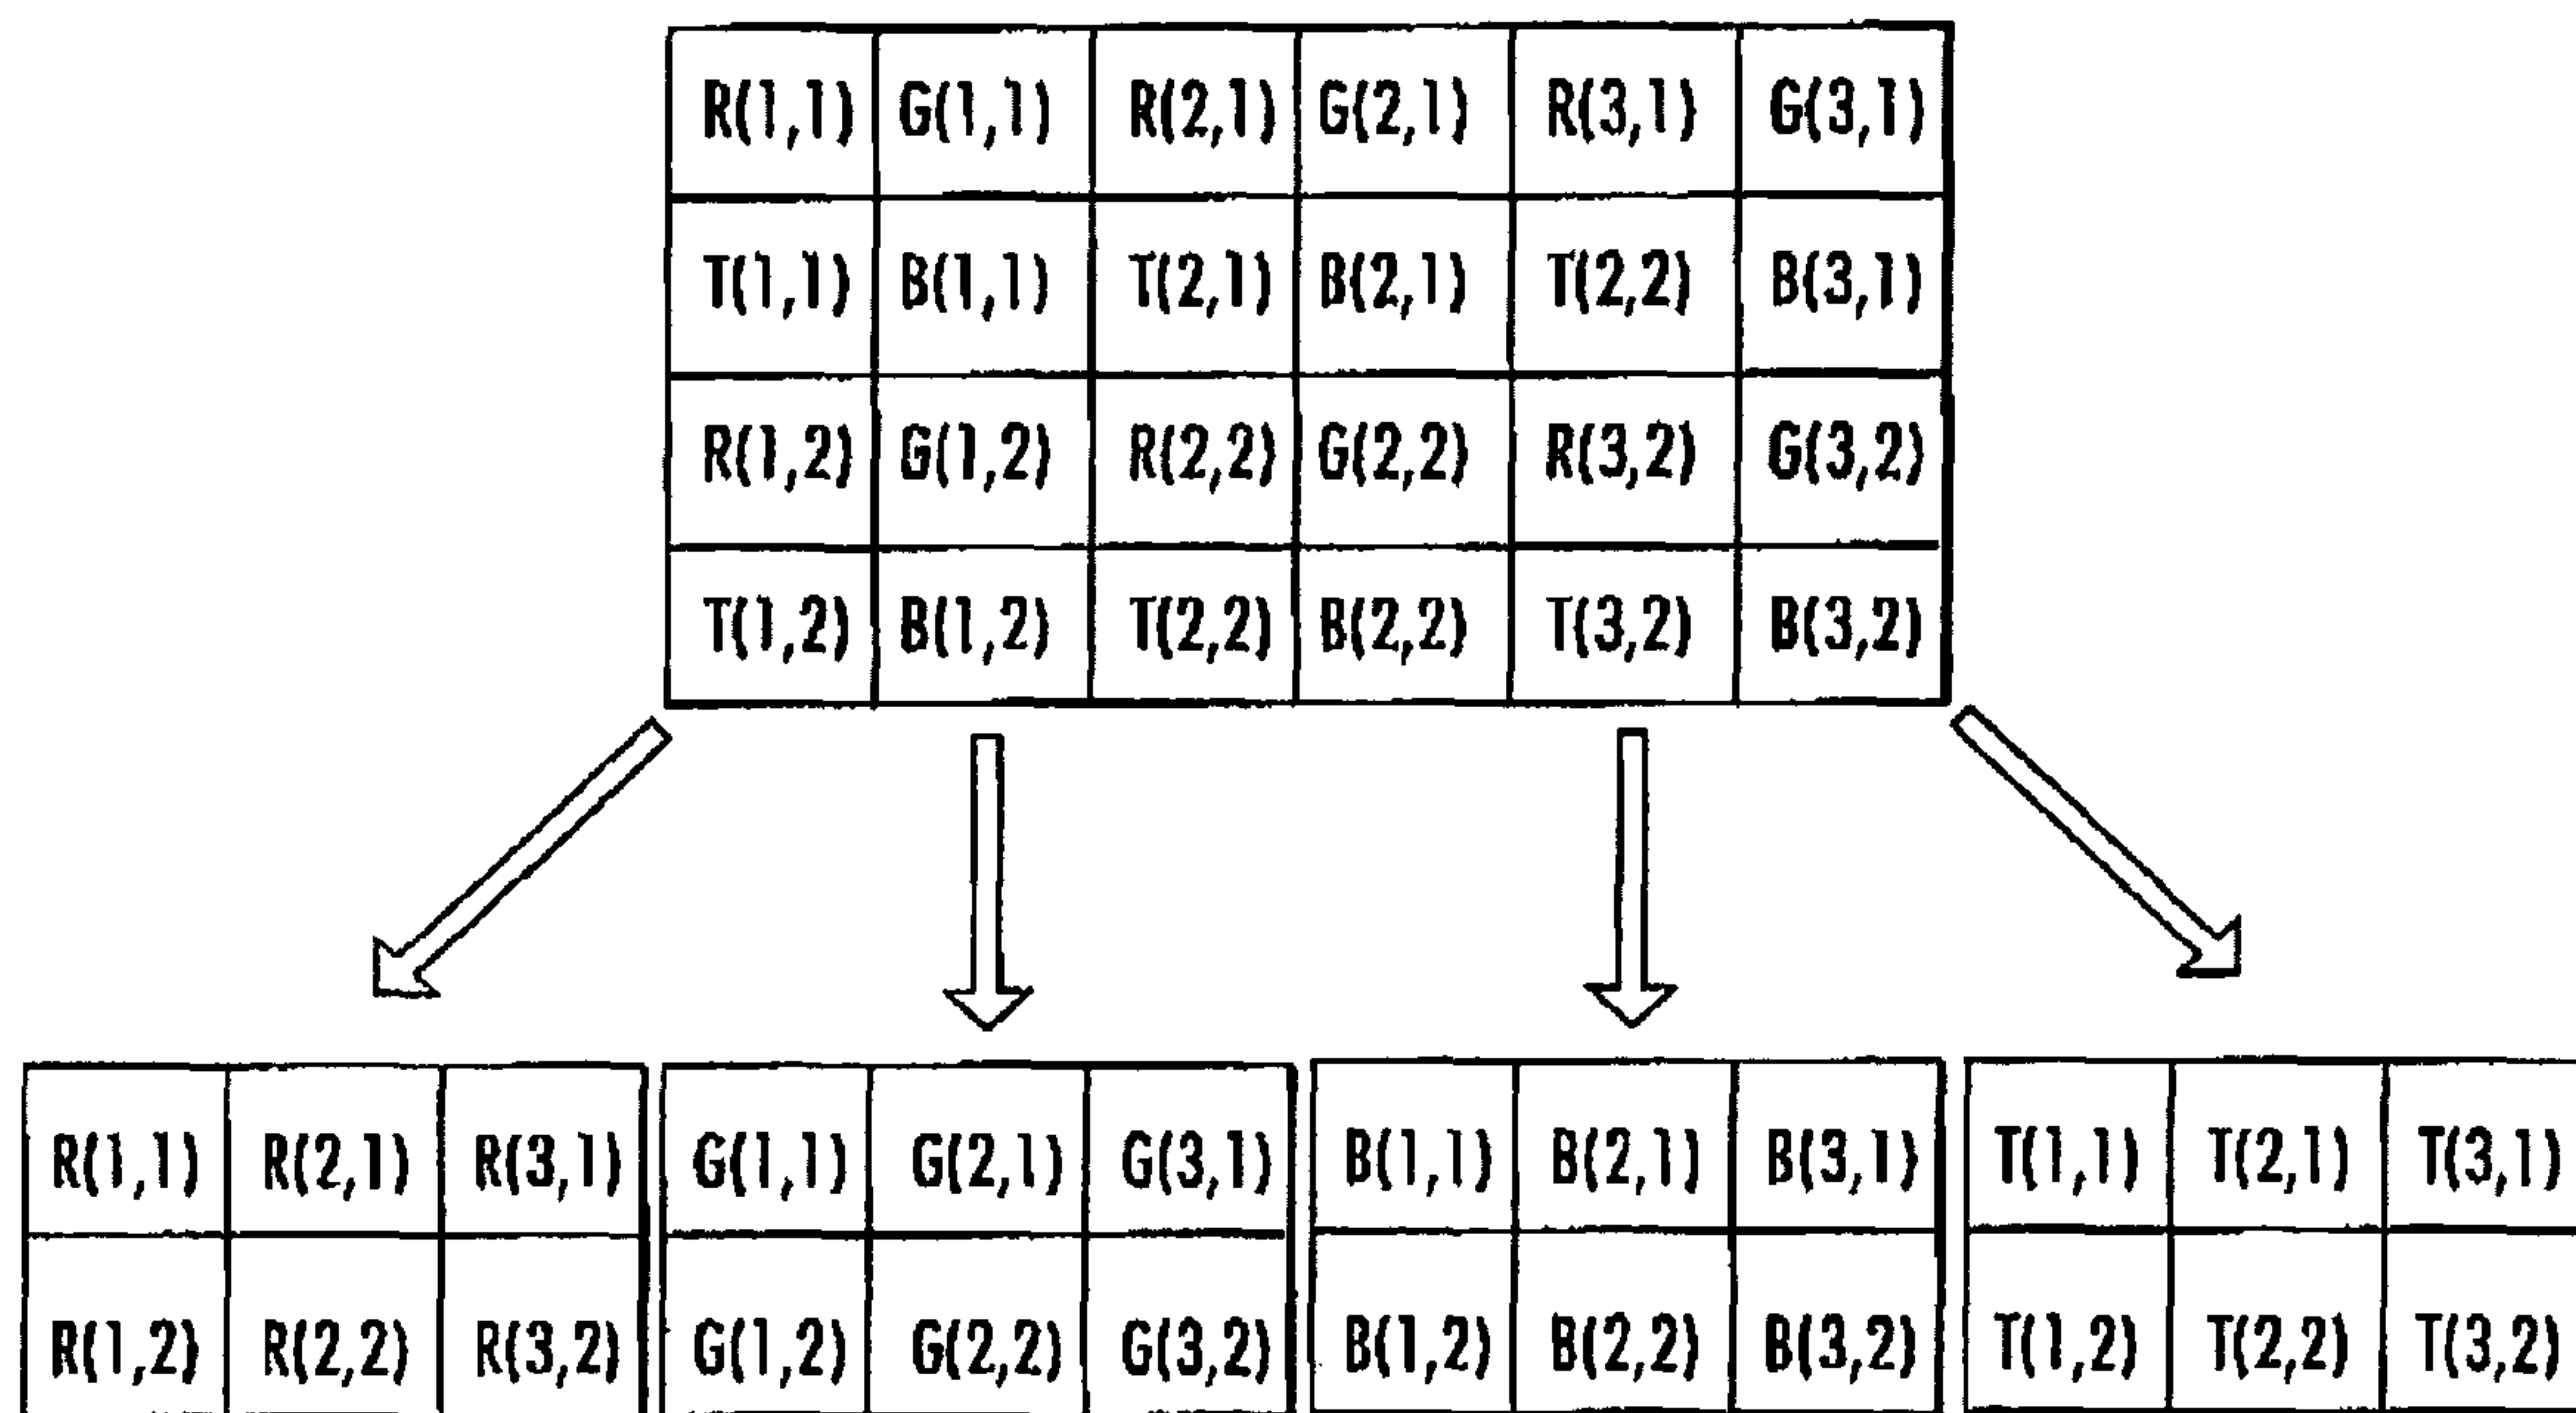 R(1,1) G(1,1) R(2,1) G(2,1) R(3,1) G(3,1)
T(1,1) B(1,1) T(2,1) B(2,1) T(2,2) B(3,1)
R(1,2) G(1,2) R(2,2) G(2,2) R(3,2) G(3,2)
T(1,2) B(1,2) T(2,2) B(2,2) T(3,2) B(3,2)
R(1,1) R(2,1) R(3,1) G(1,1) G(2,1) G(3,1) B(1,1) B(2,1) B(3,1) T(1,1) T(2,1) T(3,1)
R(1,2) R(2,2) R(3,2) G(1,2) G(2,2) G(3,2) B(1,2) B(2,2) B(3,2) T(1,2) T(2,2) T(3,2)